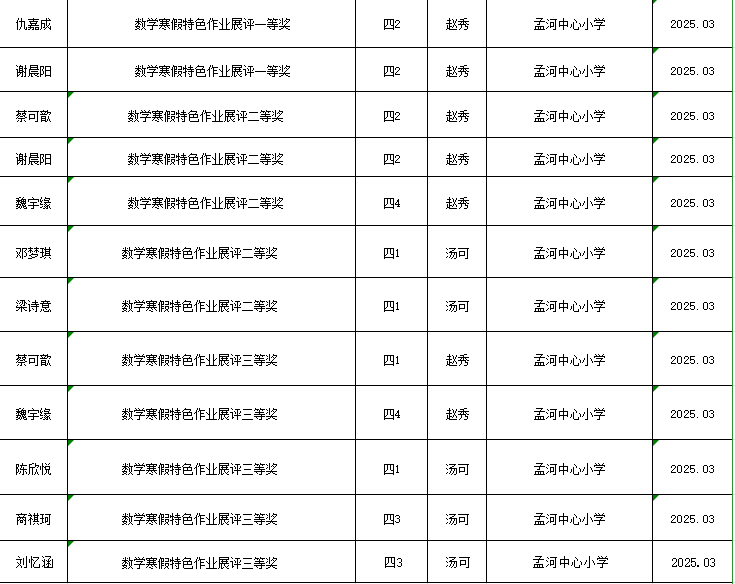 仇嘉成 数学寒假特色作业展评一等奖 四2 赵秀 孟河中心小学 2025.03
谢晨阳 数学寒假特色作业展评一等奖 四2 赵秀 孟河中心小学 2025.03
蔡可歆 数学寒假特色作业展评二等奖 四2 赵秀 孟河中心小学 2025.03
谢晨阳 数学寒假特色作业展评二等奖 四2 赵秀 孟河中心小学 2025.03
魏宇缘 数学寒假特色作业展评二等奖 四4 赵秀 孟河中心小学 2025.03
邓梦琪 数学寒假特色作业展评二等奖 四1 汤可 孟河中心小学 2025.03
梁诗意 数学寒假特色作业展评二等奖 四1 汤可 孟河中心小学 2025.03
蔡可歆 数学寒假特色作业展评三等奖 四1 赵秀 孟河中心小学 2025.03
魏宇缘 数学寒假特色作业展评三等奖 四4 赵秀 孟河中心小学 2025.03
陈欣悦 数学寒假特色作业展评三等奖 四1 汤可 孟河中心小学 2025.03
商祺珂 数学寒假特色作业展评三等奖 四3 汤可 孟河中心小学 2025.03
刘忆涵 数学寒假特色作业展评三等奖 四3 汤可 孟河中心小学 2025.03